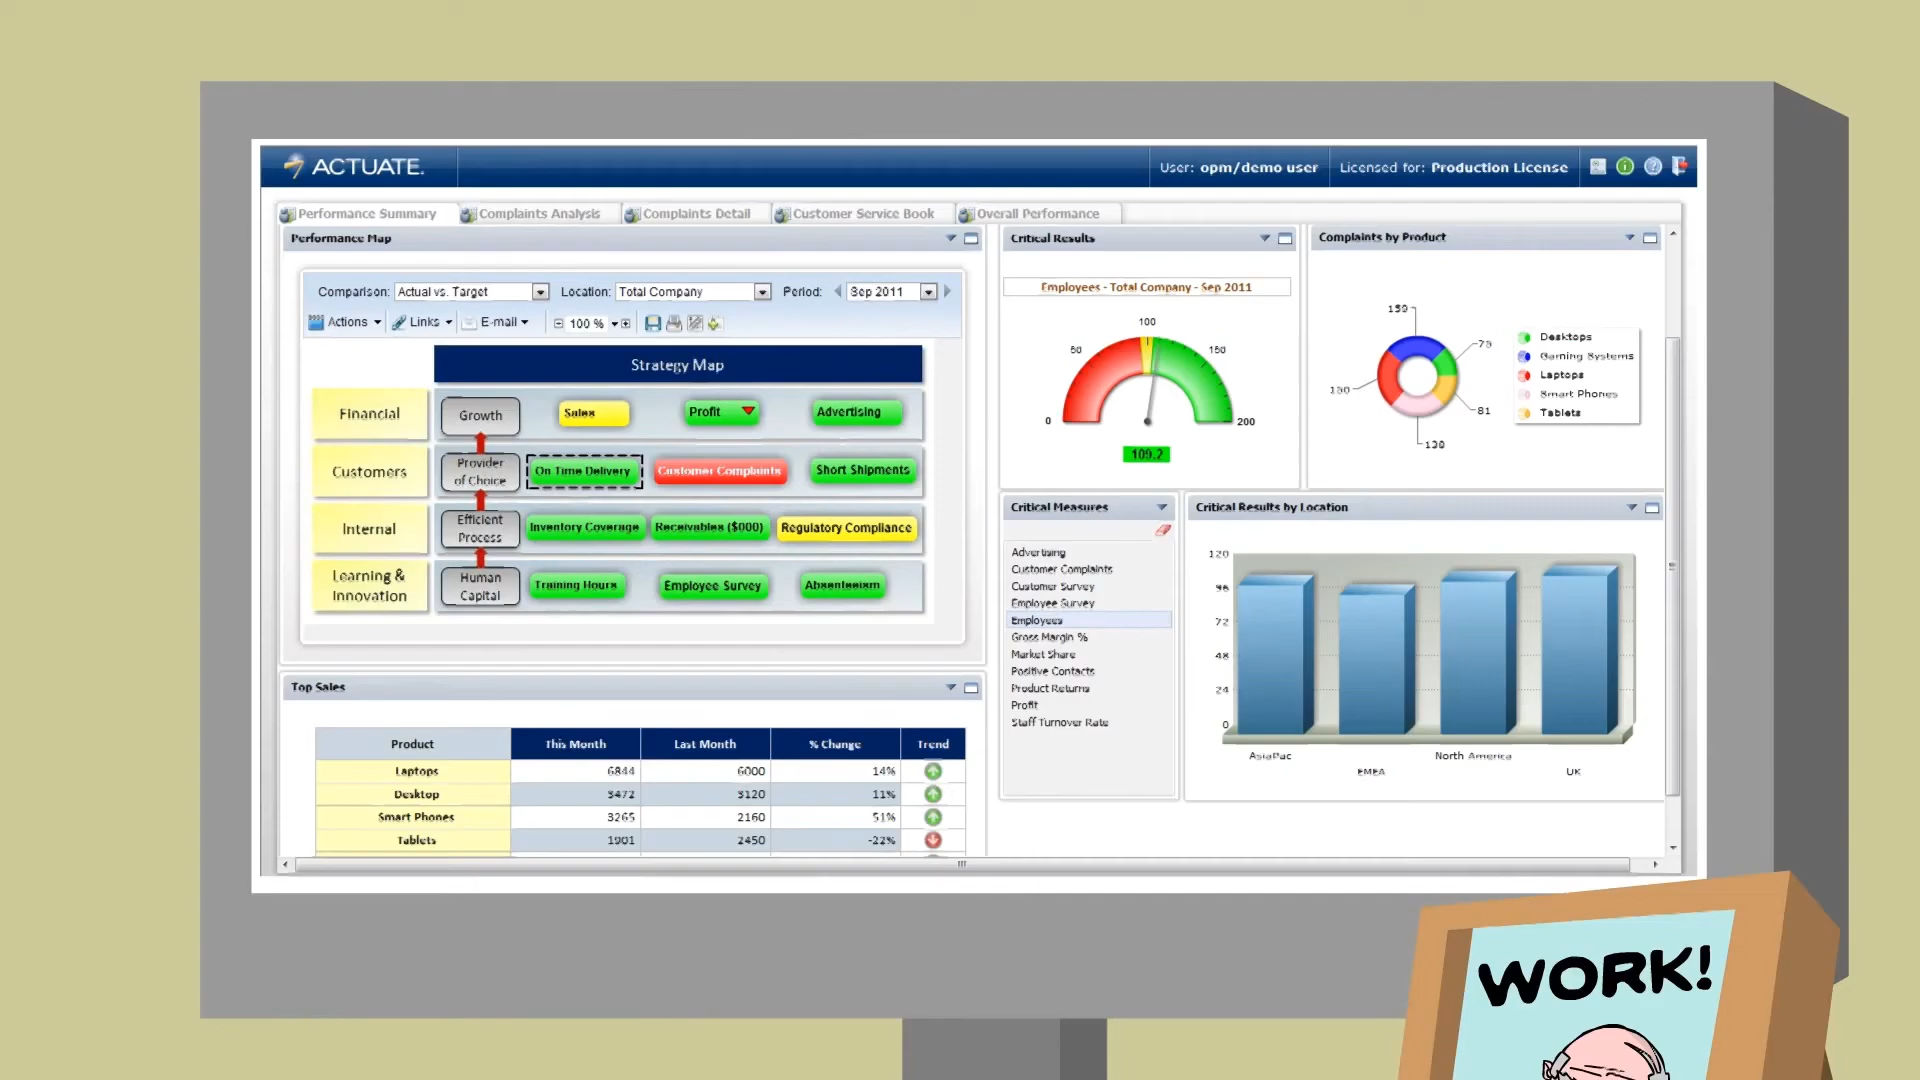 ACTUATE.
User: opm/demo user
Licensed for: Production License
Performance Summary
Complaints Analysis
Complaints Detail
Customer Service Book
Overall Performance
Performance Map
Comparison: Actual vs. Target
Location: Total Company
Period: Sep 2011
Actions
Links
E-mail
100 %
Strategy Map
Financial
Growth
Sales
Profit
Advertising
Customers
Provider
of Choice
On Time Delivery
Customer Complaints
Short Shipments
Internal
Efficient
Process
Inventory Coverage
Receivables ($000)
Regulatory Compliance
Learning &
Innovation
Human
Capital
Training Hours
Employee Survey
Absenteeism
Top Sales
Product This Month Last Month % Change Trend
Laptops 6844 6000 14%
Desktop 3472 3120 11%
Smart Phones 3265 2160 51%
Tablets 1901 2450 -22%
Critical Results
Employees - Total Company - Sep 2011
0
50
100
150
200
109.2
Complaints by Product
81
Desktops
Gaming Systems
Laptops
Smart Phones
Tablets
Critical Measures
Advertising
Customer Complaints
Customer Survey
Employee Survey
Employees
Gross Margin %
Market Share
Positive Contacts
Product Returns
Profit
Staff Turnover Rate
Critical Results by Location
120
96
72
48
24
0
AsiaPac
EMEA
North America
UK
WORK!